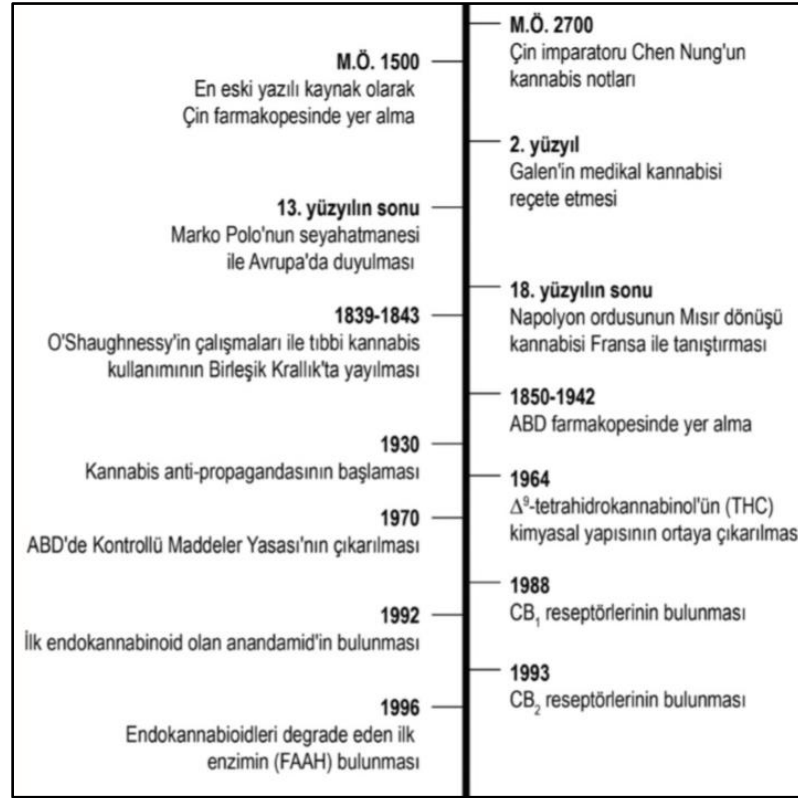 M.Ö. 2700
Çin imparatoru Chen Nung'un
kannabis notları
M.Ö. 1500
En eski yazılı kaynak olarak
Çin farmakopesinde yer alma
2. yüzyıl
Galen'in medikal kannabisi
reçete etmesi
13. yüzyılın sonu
Marko Polo'nun seyahatmanesi
ile Avrupa'da duyulması
18. yüzyılın sonu
Napolyon ordusunun Mısır dönüşü
kannabisi Fransa ile tanıştırması
1839-1843
O'Shaughnessy'in çalışmaları ile tıbbi kannabis
kullanımının Birleşik Krallık'ta yayılması
1850-1942
ABD farmakopesinde yer alma
1930
Kannabis anti-propagandasının başlaması
1964
Δ⁹-tetrahidrokannabinol'ün (THC)
kimyasal yapısının ortaya çıkarılmas
1970
ABD'de Kontrollü Maddeler Yasası'nın çıkarılması
1988
CB₁ reseptörlerinin bulunması
1992
İlk endokannabinoid olan anandamid'in bulunması
1993
CB₂ reseptörlerinin bulunması
1996
Endokannabioidleri degrade eden ilk
enzimin (FAAH) bulunması